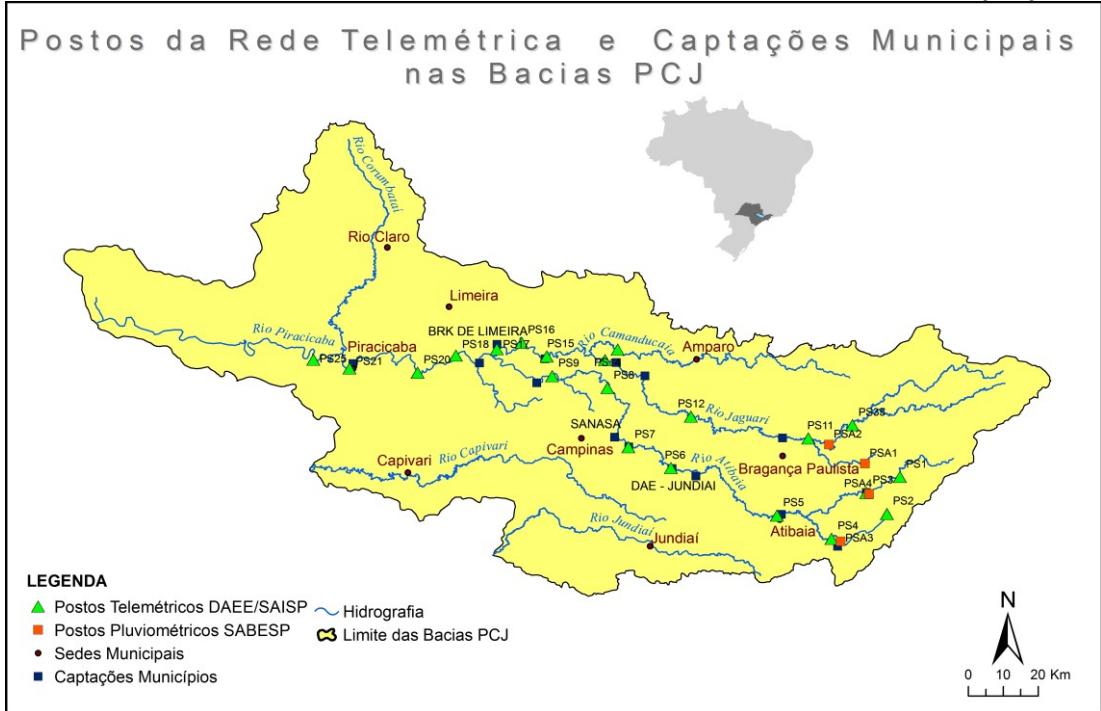 Postos da Rede Telemétrica e Captações Municipais
nas Bacias PCJ
Rio Corumbataí
Rio Claro
Limeira
BRK DE LIMEIRA
PS16
PS18
PS17
PS15
Rio Camanducaia
Amparo
Rio Piracicaba
Piracicaba
PS25
PS21
PS20
PS9
PS8
PS12
Rio Jaguari
PS38
PS11
PSA2
SANASA
Campinas
PS7
Rio Atibaia
Bragança Paulista
PSA1
Capivari
Rio Capivari
PS6
DAE - JUNDIAI
PSA4
PS3
PS1
PS5
PS2
Atibaia
PS4
PSA3
Rio Jundiaí
Jundiaí
LEGENDA
Postos Telemétricos DAEE/SAISP
Hidrografia
Postos Pluviométricos SABESP
Limite das Bacias PCJ
Sedes Municipais
Captações Municípios
N
0 10 20 Km